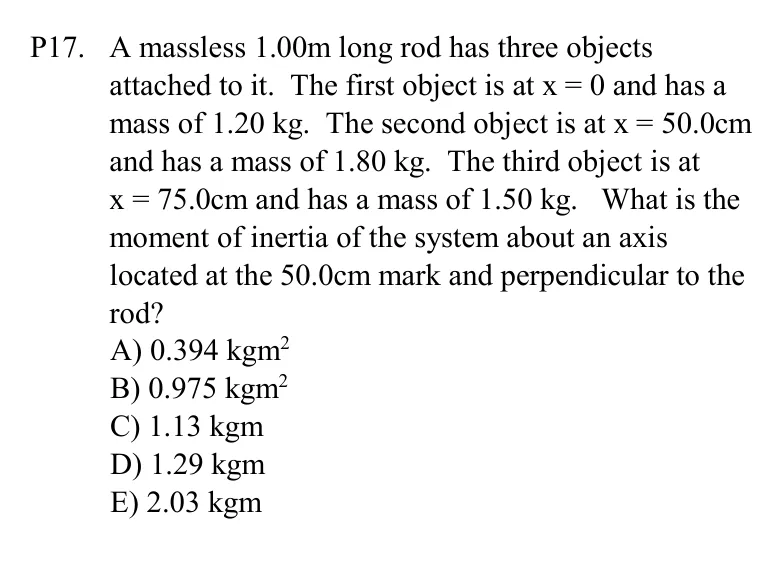 P17. A massless 1.00m long rod has three objects
attached to it. The first object is at x = 0 and has a
mass of 1.20 kg. The second object is at x = 50.0cm
and has a mass of 1.80 kg. The third object is at
x = 75.0cm and has a mass of 1.50 kg. What is the
moment of inertia of the system about an axis
located at the 50.0cm mark and perpendicular to the
rod?
A) 0.394 kgm²
B) 0.975 kgm²
C) 1.13 kgm
D) 1.29 kgm
E) 2.03 kgm